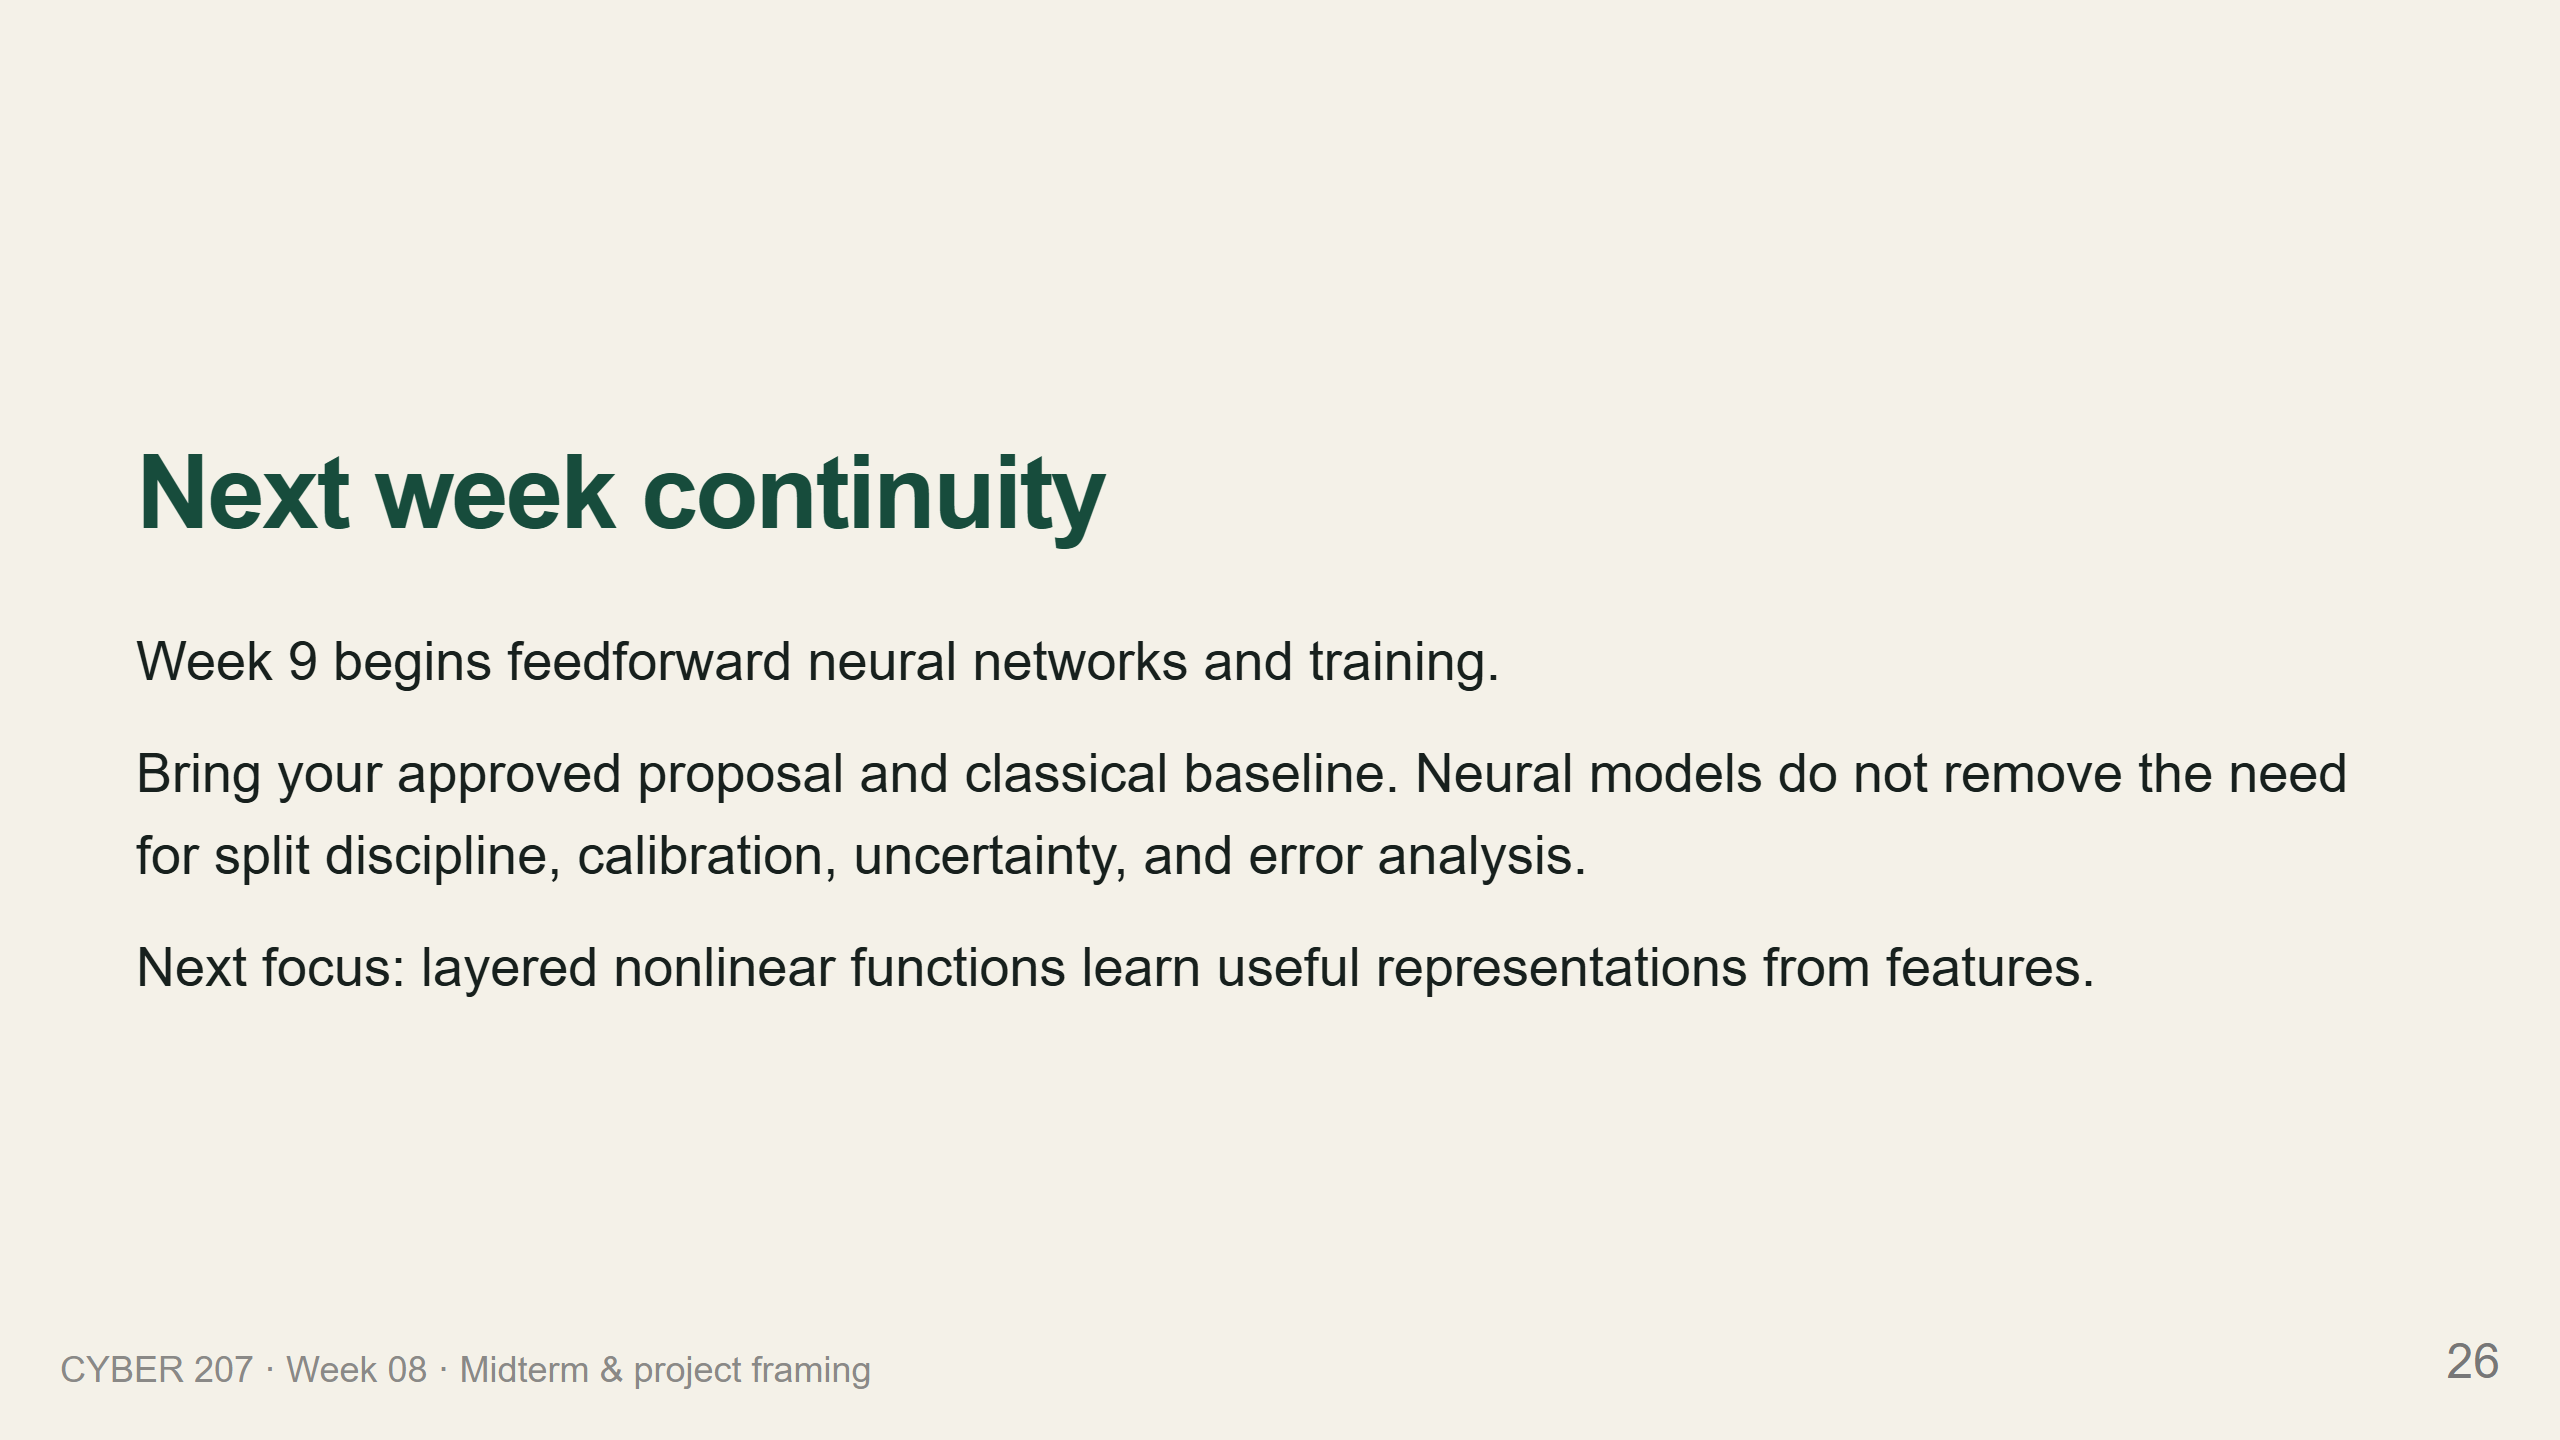 Next week continuity
Week 9 begins feedforward neural networks and training.
Bring your approved proposal and classical baseline. Neural models do not remove the need
for split discipline, calibration, uncertainty, and error analysis.
Next focus: layered nonlinear functions learn useful representations from features.
CYBER 207 · Week 08 · Midterm & project framing
26